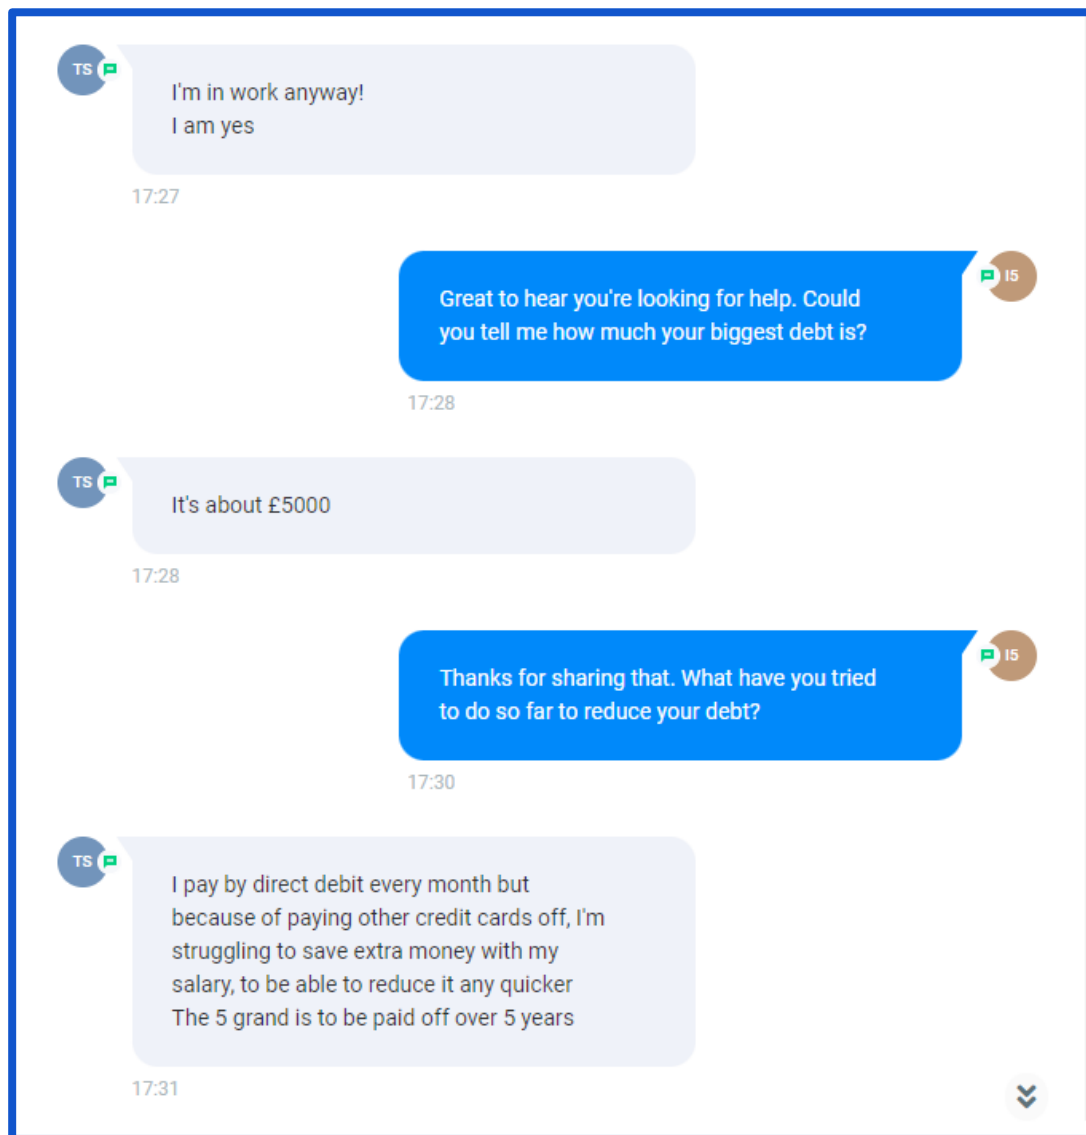 TS
I'm in work anyway!
I am yes
17:27
I5
Great to hear you're looking for help. Could
you tell me how much your biggest debt is?
17:28
TS
It's about £5000
17:28
I5
Thanks for sharing that. What have you tried
to do so far to reduce your debt?
17:30
TS
I pay by direct debit every month but
because of paying other credit cards off, I'm
struggling to save extra money with my
salary, to be able to reduce it any quicker
The 5 grand is to be paid off over 5 years
17:31